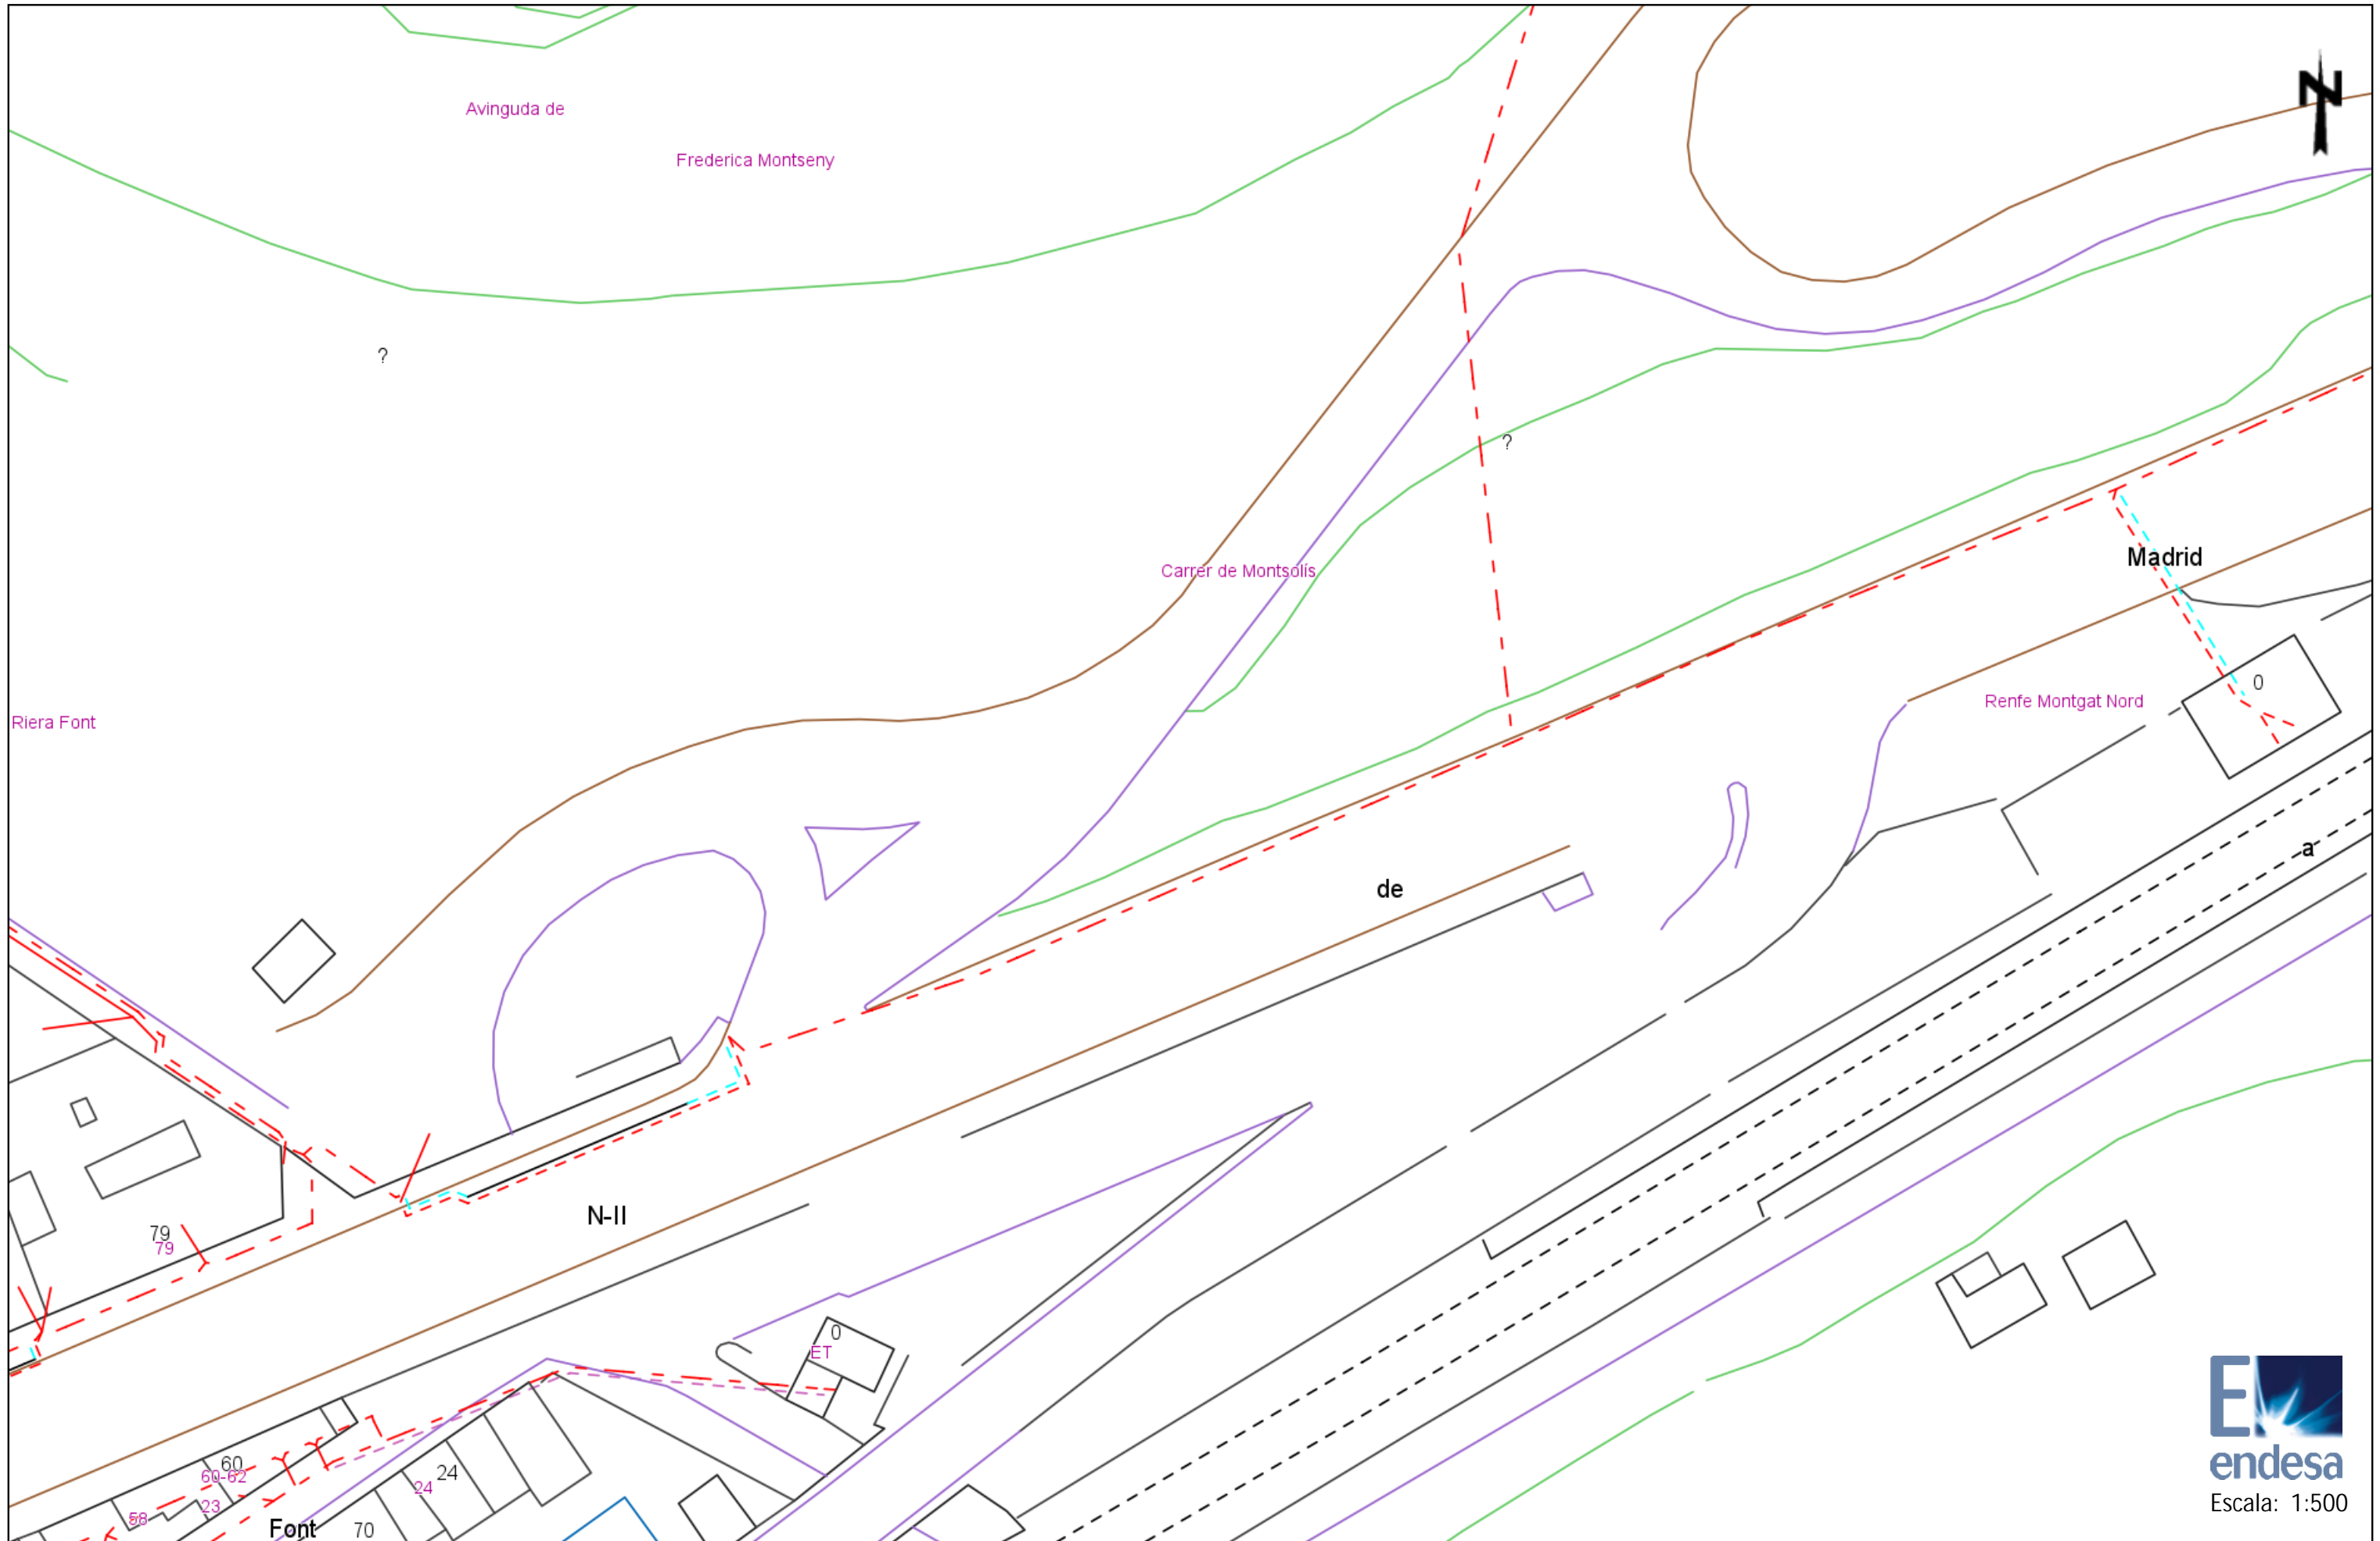 Avinguda de
N
Frederica Montseny
?
?
Madrid
Carrer de Montsolís
0
Renfe Montgat Nord
Riera Font
a
de
N-II
79
79
0
ET
60
60-62
24
24
23
58
Font
70
E
endesa
Escala: 1:500